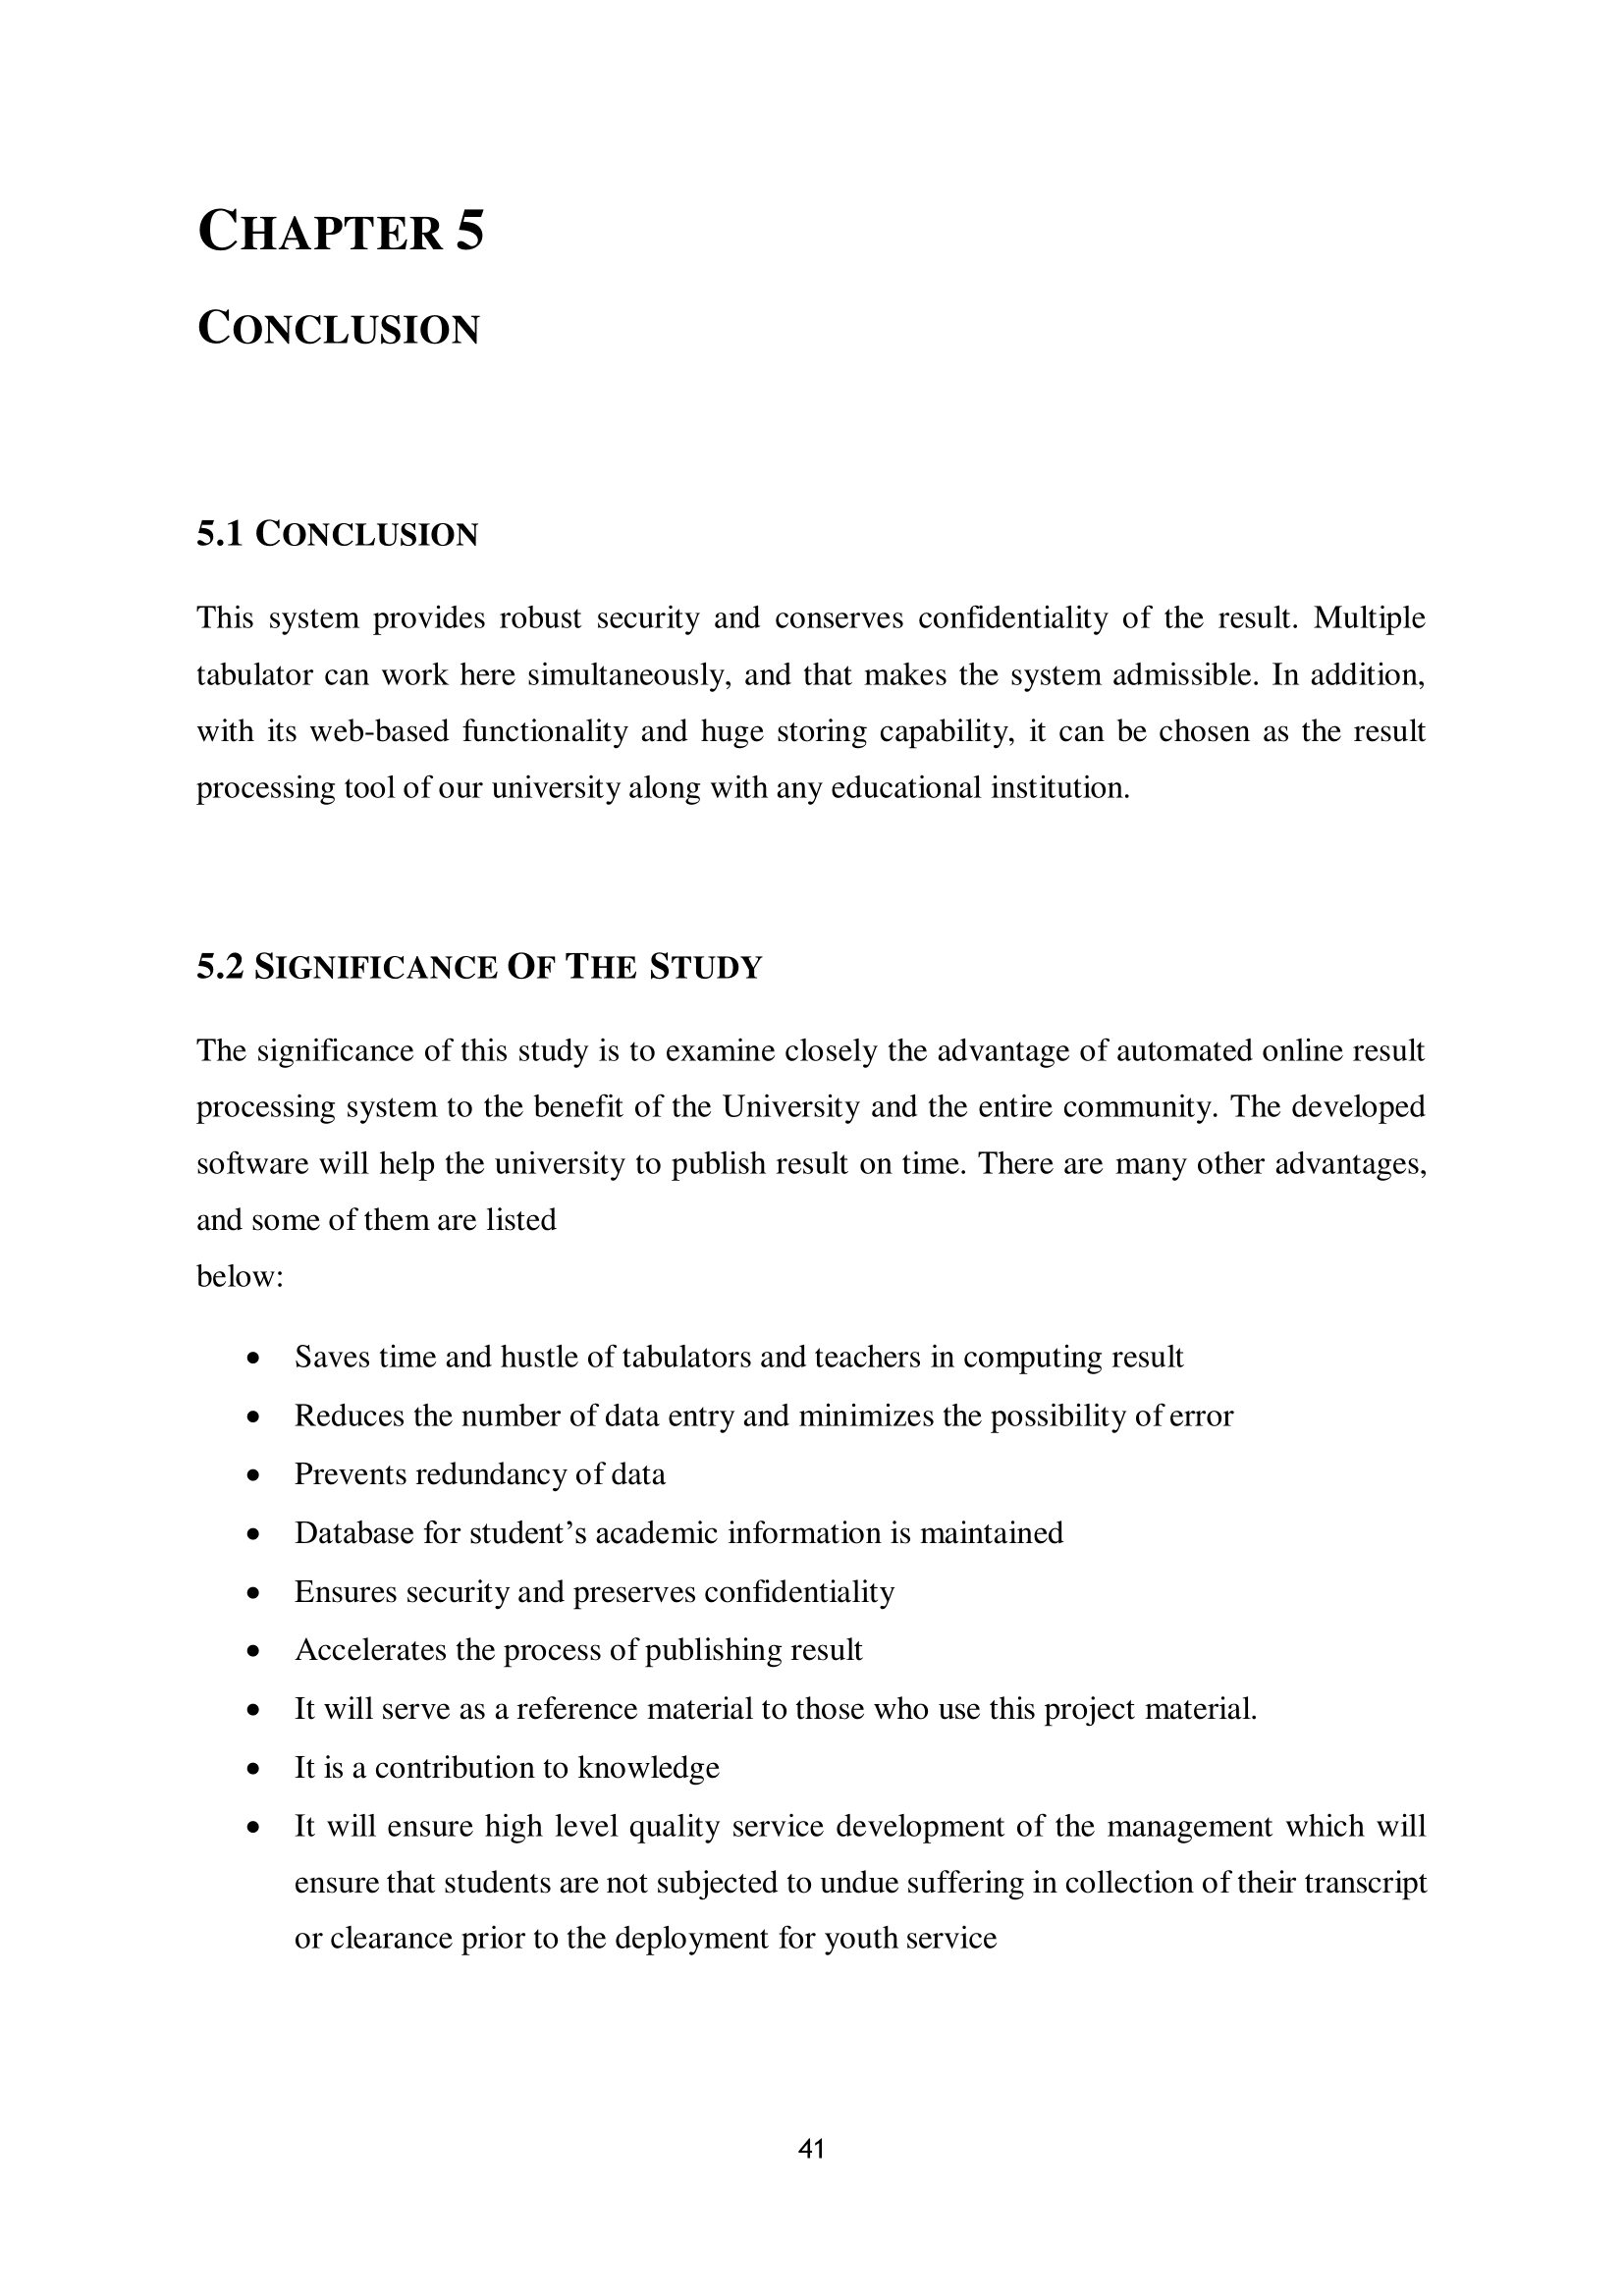 CHAPTER 5
CONCLUSION
5.1 CONCLUSION
This system provides robust security and conserves confidentiality of the result. Multiple
tabulator can work here simultaneously, and that makes the system admissible. In addition,
with its web-based functionality and huge storing capability, it can be chosen as the result
processing tool of our university along with any educational institution.
5.2 SIGNIFICANCE OF THE STUDY
The significance of this study is to examine closely the advantage of automated online result
processing system to the benefit of the University and the entire community. The developed
software will help the university to publish result on time. There are many other advantages,
and some of them are listed
below:
• Saves time and hustle of tabulators and teachers in computing result
• Reduces the number of data entry and minimizes the possibility of error
• Prevents redundancy of data
• Database for student’s academic information is maintained
• Ensures security and preserves confidentiality
• Accelerates the process of publishing result
• It will serve as a reference material to those who use this project material.
• It is a contribution to knowledge
• It will ensure high level quality service development of the management which will
ensure that students are not subjected to undue suffering in collection of their transcript
or clearance prior to the deployment for youth service
41